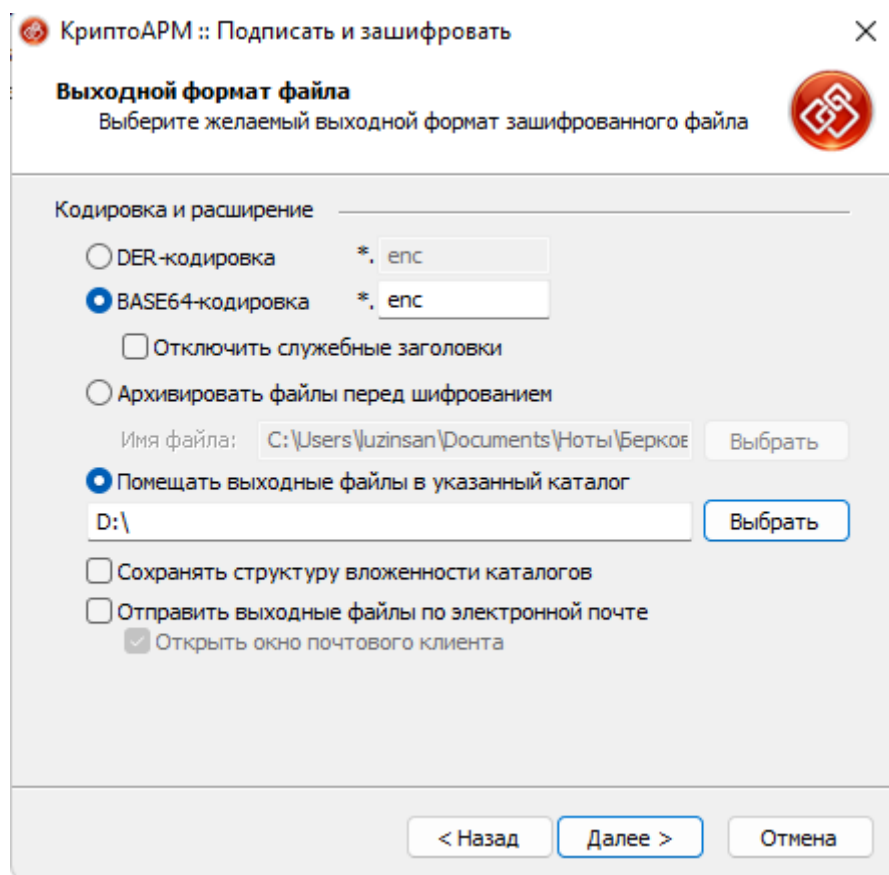 КриптоАРМ :: Подписать и зашифровать
Выходной формат файла
Выберите желаемый выходной формат зашифрованного файла
Кодировка и расширение
DER-кодировка *. enc
BASE64-кодировка *. enc
Отключить служебные заголовки
Архивировать файлы перед шифрованием
Имя файла: C:\Users\luzinsan\Documents\Ноты\Берков Выбрать
Помещать выходные файлы в указанный каталог
D:\ Выбрать
Сохранять структуру вложенности каталогов
Отправить выходные файлы по электронной почте
Открыть окно почтового клиента
< Назад Далее > Отмена